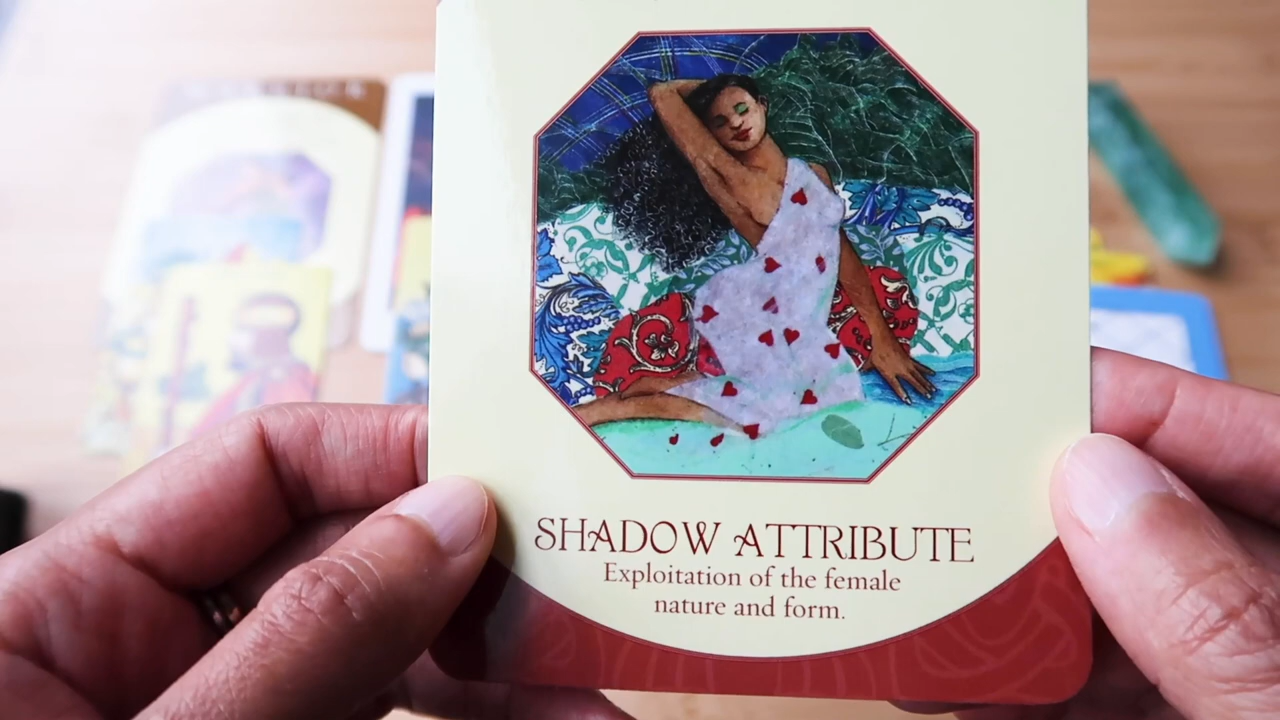 SHADOW ATTRIBUTE
Exploitation of the female
nature and form.